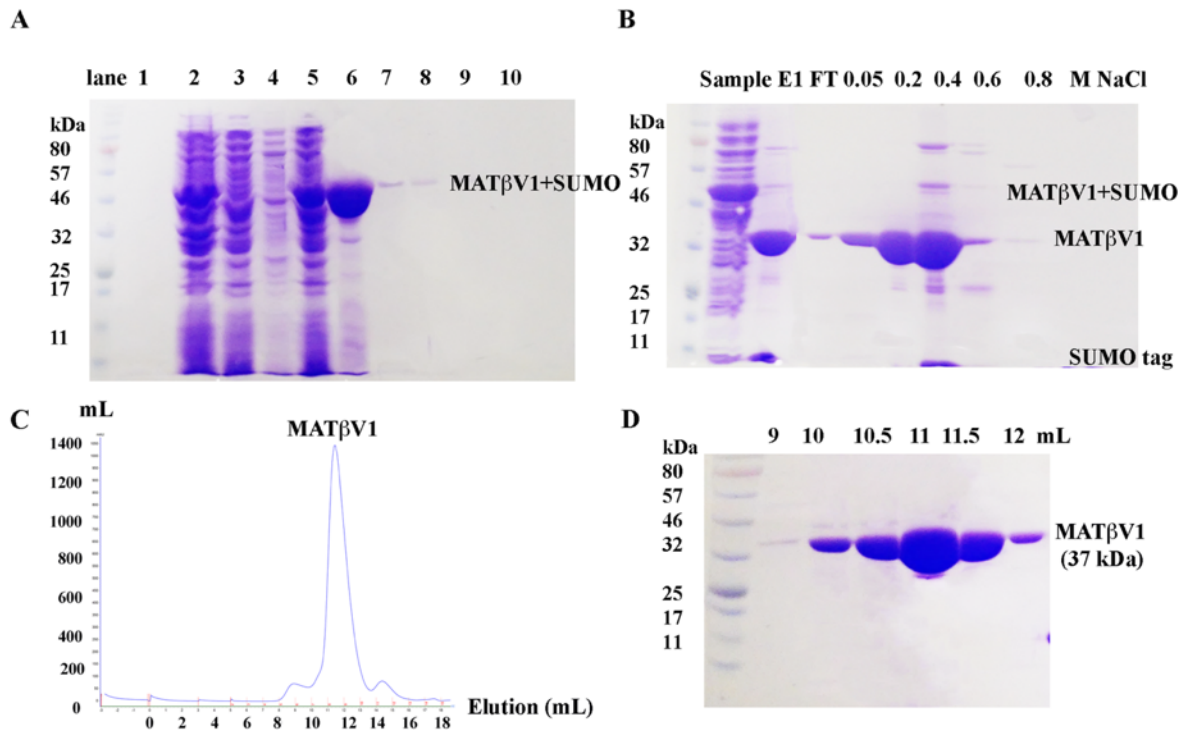 A
lane 1 2 3 4 5 6 7 8 9 10
kDa
80
57
46
32
25
17
11
MATβV1+SUMO
B
Sample E1 FT 0.05 0.2 0.4 0.6 0.8 M NaCl
kDa
80
57
46
32
25
17
11
MATβV1+SUMO
MATβV1
SUMO tag
C
mL
1400
1200
1000
800
600
400
200
0
MATβV1
0 2 4 6 8 10 12 14 16 18
Elution (mL)
D
9 10 10.5 11 11.5 12 mL
kDa
80
57
46
32
25
17
11
MATβV1
(37 kDa)